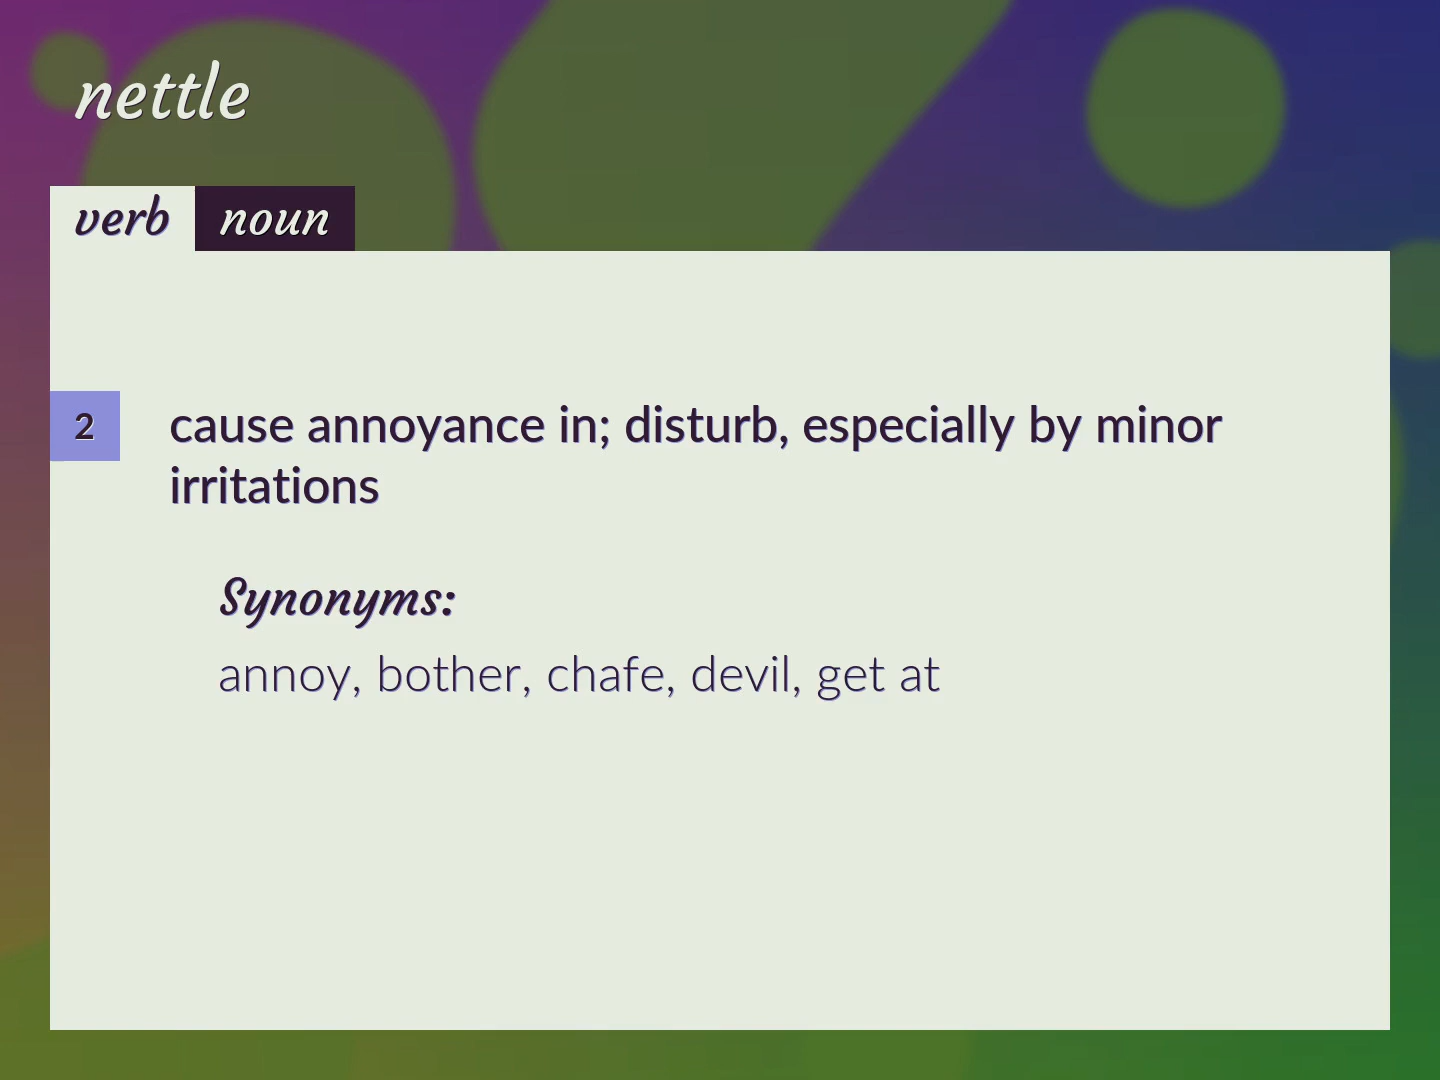 nettle
verb
noun
2
cause annoyance in; disturb, especially by minor
irritations
Synonyms:
annoy, bother, chafe, devil, get at